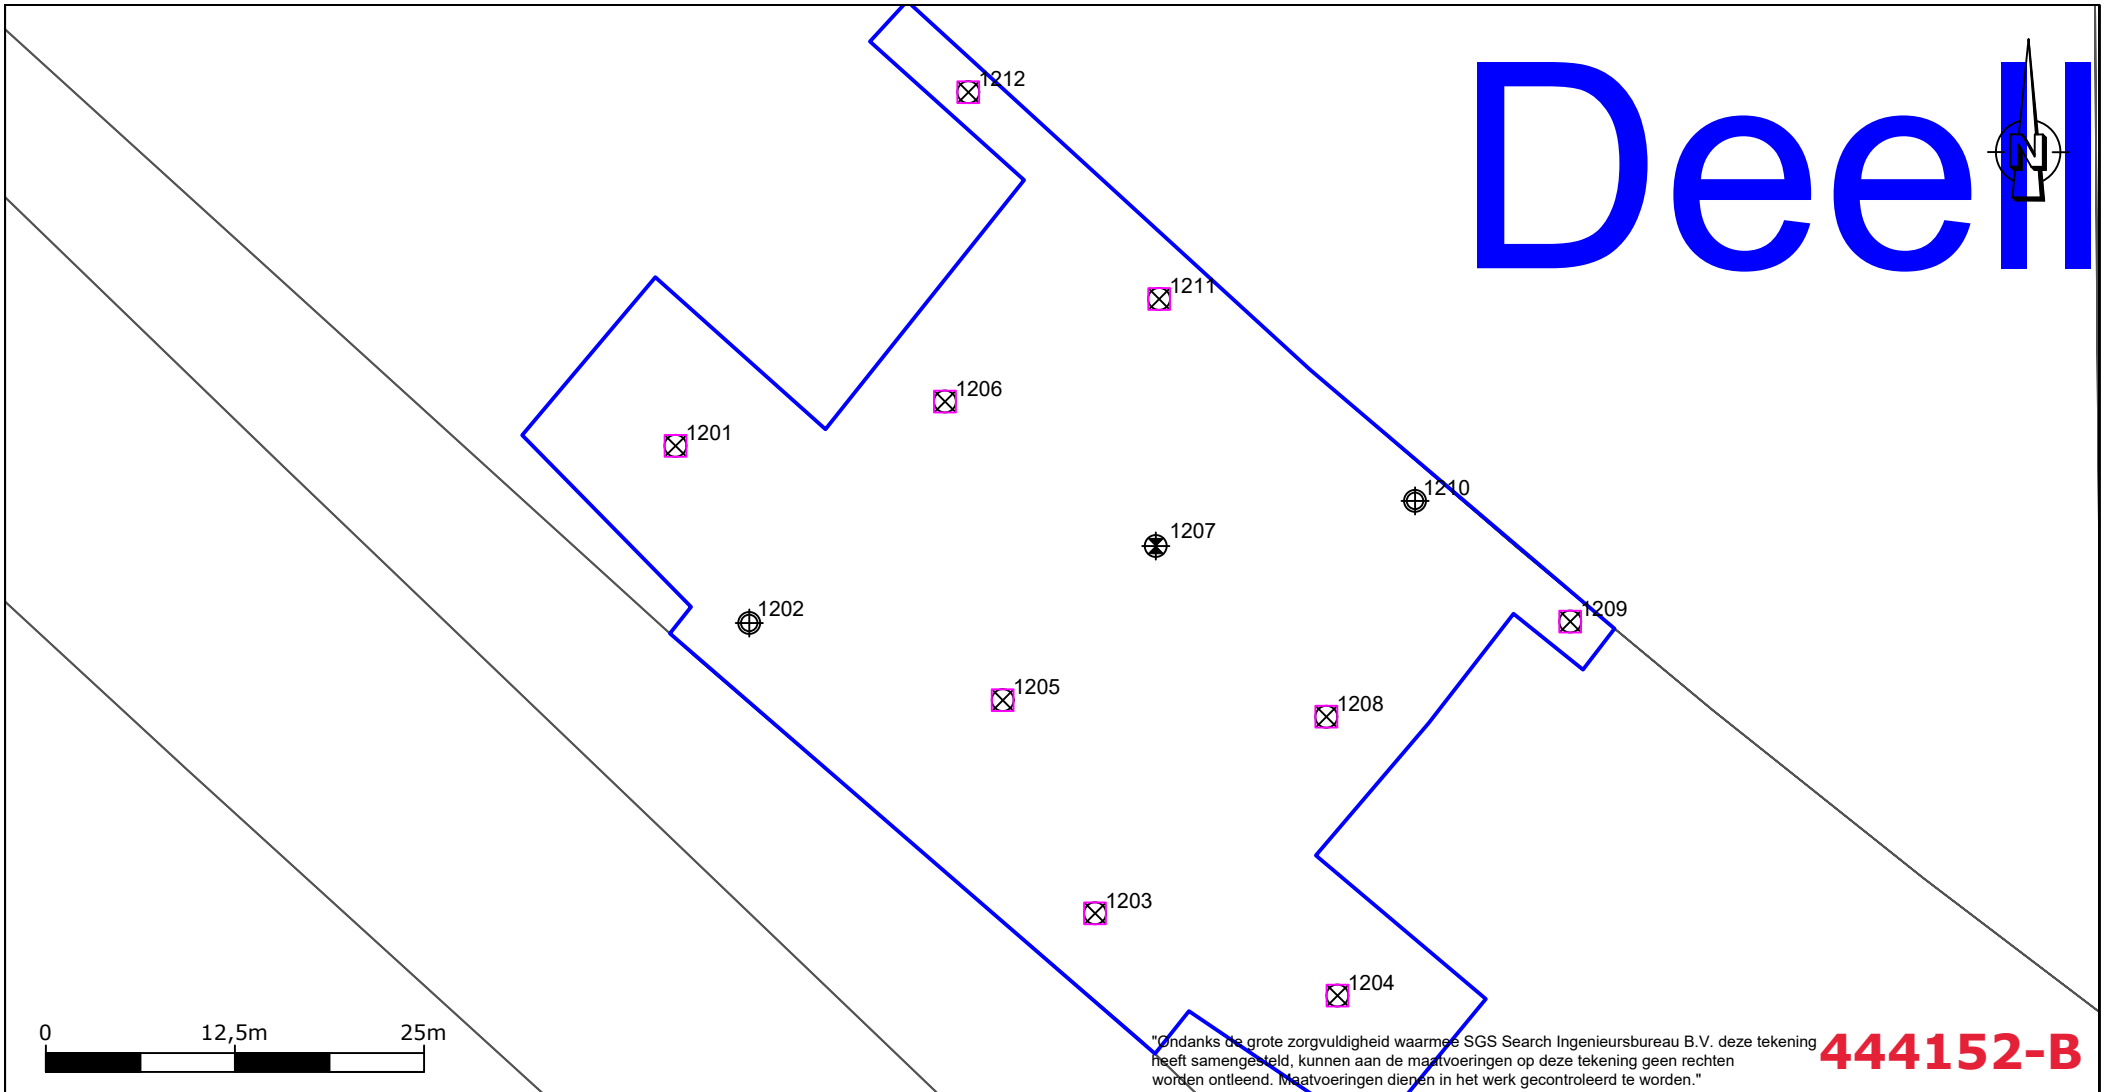 1212
Deell
N
1211
1206
1201
1210
1207
1202
1209
1205
1208
1203
1204
0 12,5m 25m
"Ondanks de grote zorgvuldigheid waarmee SGS Search Ingenieursbureau B.V. deze tekening
heeft samengesteld, kunnen aan de maatvoeringen op deze tekening geen rechten
worden ontleend. Maatvoeringen dienen in het werk gecontroleerd te worden."
444152-B